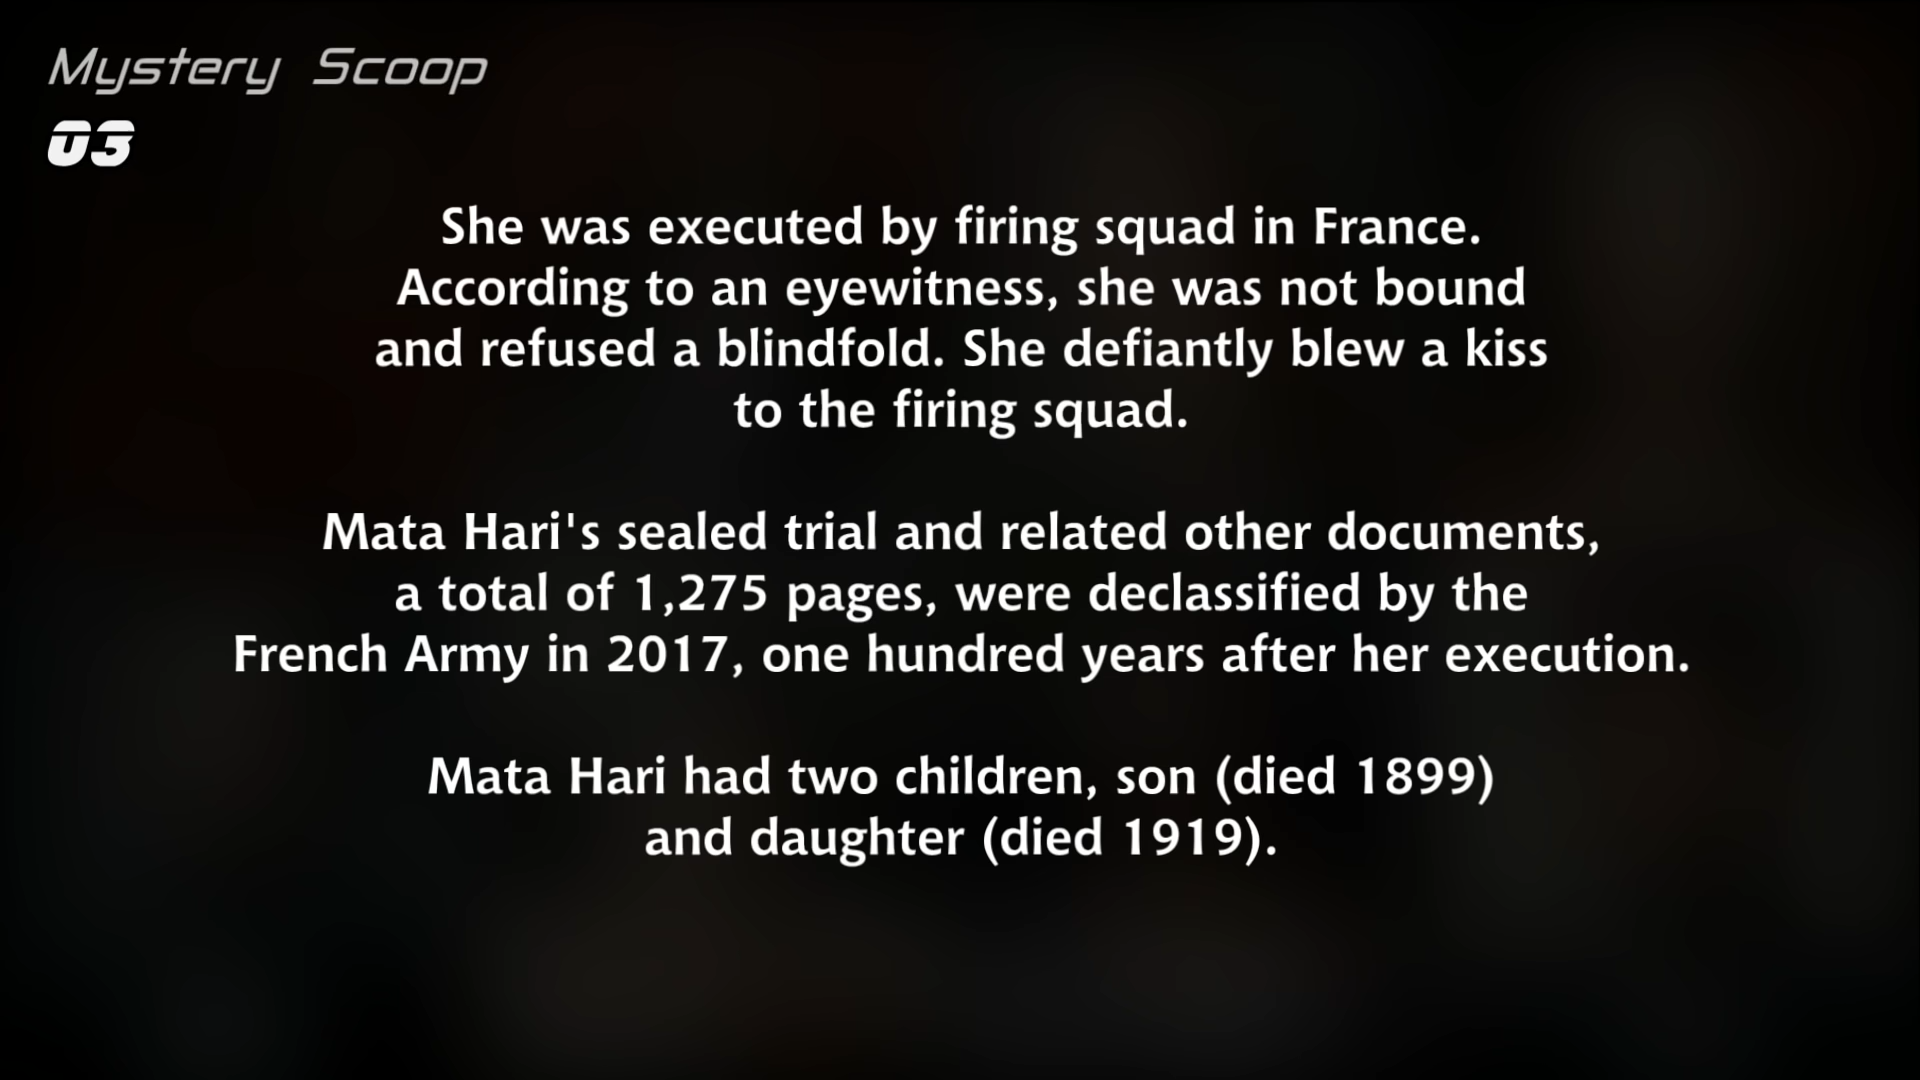 Mystery Scoop
03
She was executed by firing squad in France.
According to an eyewitness, she was not bound
and refused a blindfold. She defiantly blew a kiss
to the firing squad.
Mata Hari's sealed trial and related other documents,
a total of 1,275 pages, were declassified by the
French Army in 2017, one hundred years after her execution.
Mata Hari had two children, son (died 1899)
and daughter (died 1919).